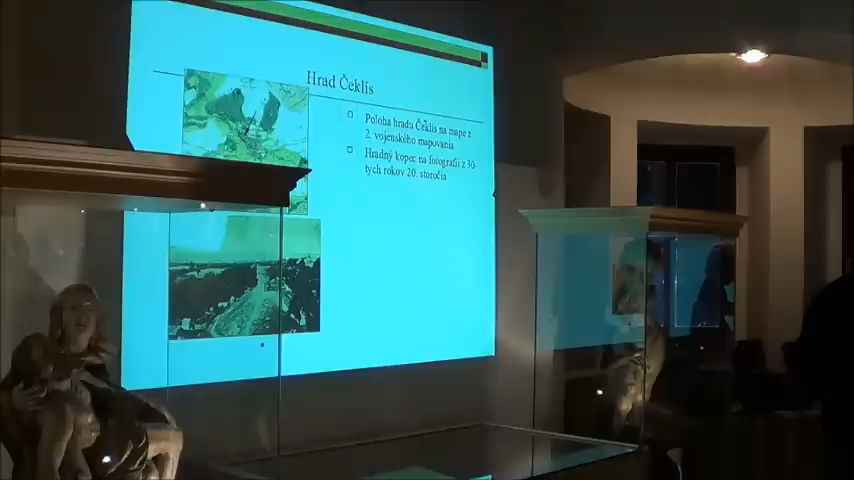 Hrad Čeklís
Poloha hradu Čeklís na mape z
2. vojenského mapovania
Hradný kopec na fotografii z 30-
tych rokov 20. storočia